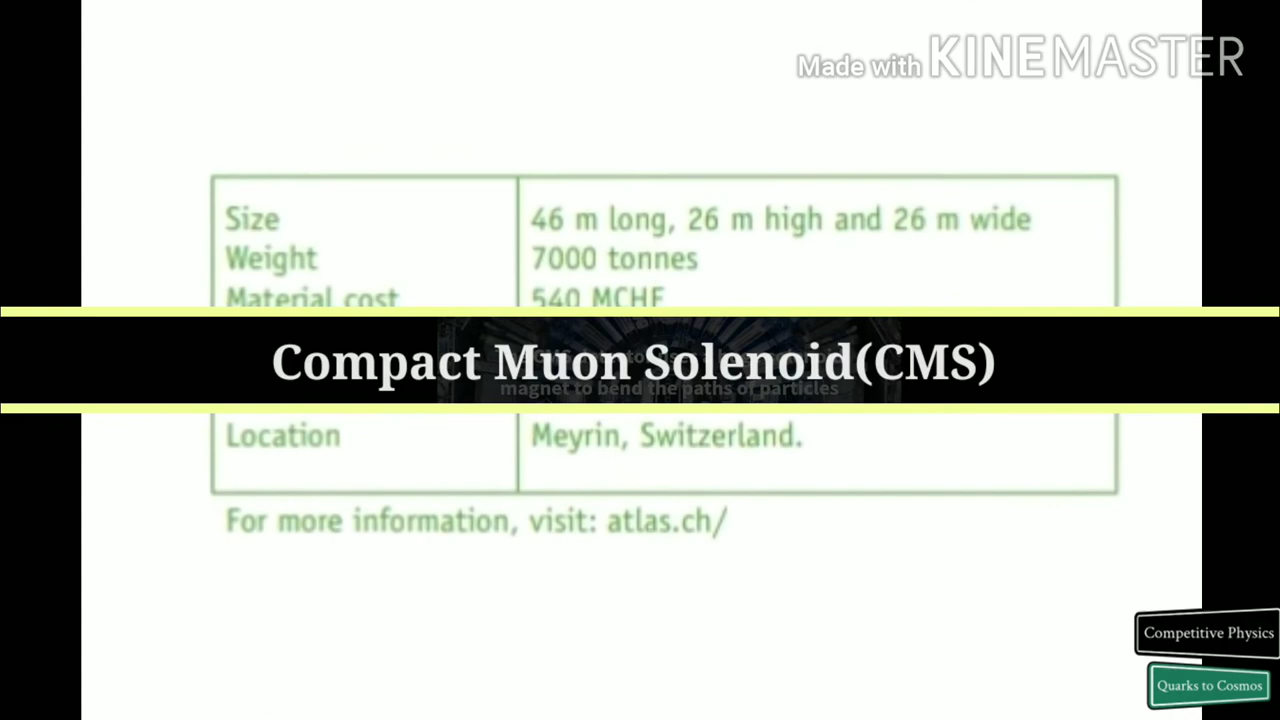 Made with KINEMASTER
Size 46 m long, 26 m high and 26 m wide
Weight 7000 tonnes
Material cost 540 MCHF
Compact Muon Solenoid(CMS)
magnet to bend the paths of particles
Location Meyrin, Switzerland.
For more information, visit: atlas.ch/
Competitive Physics
Quarks to Cosmos